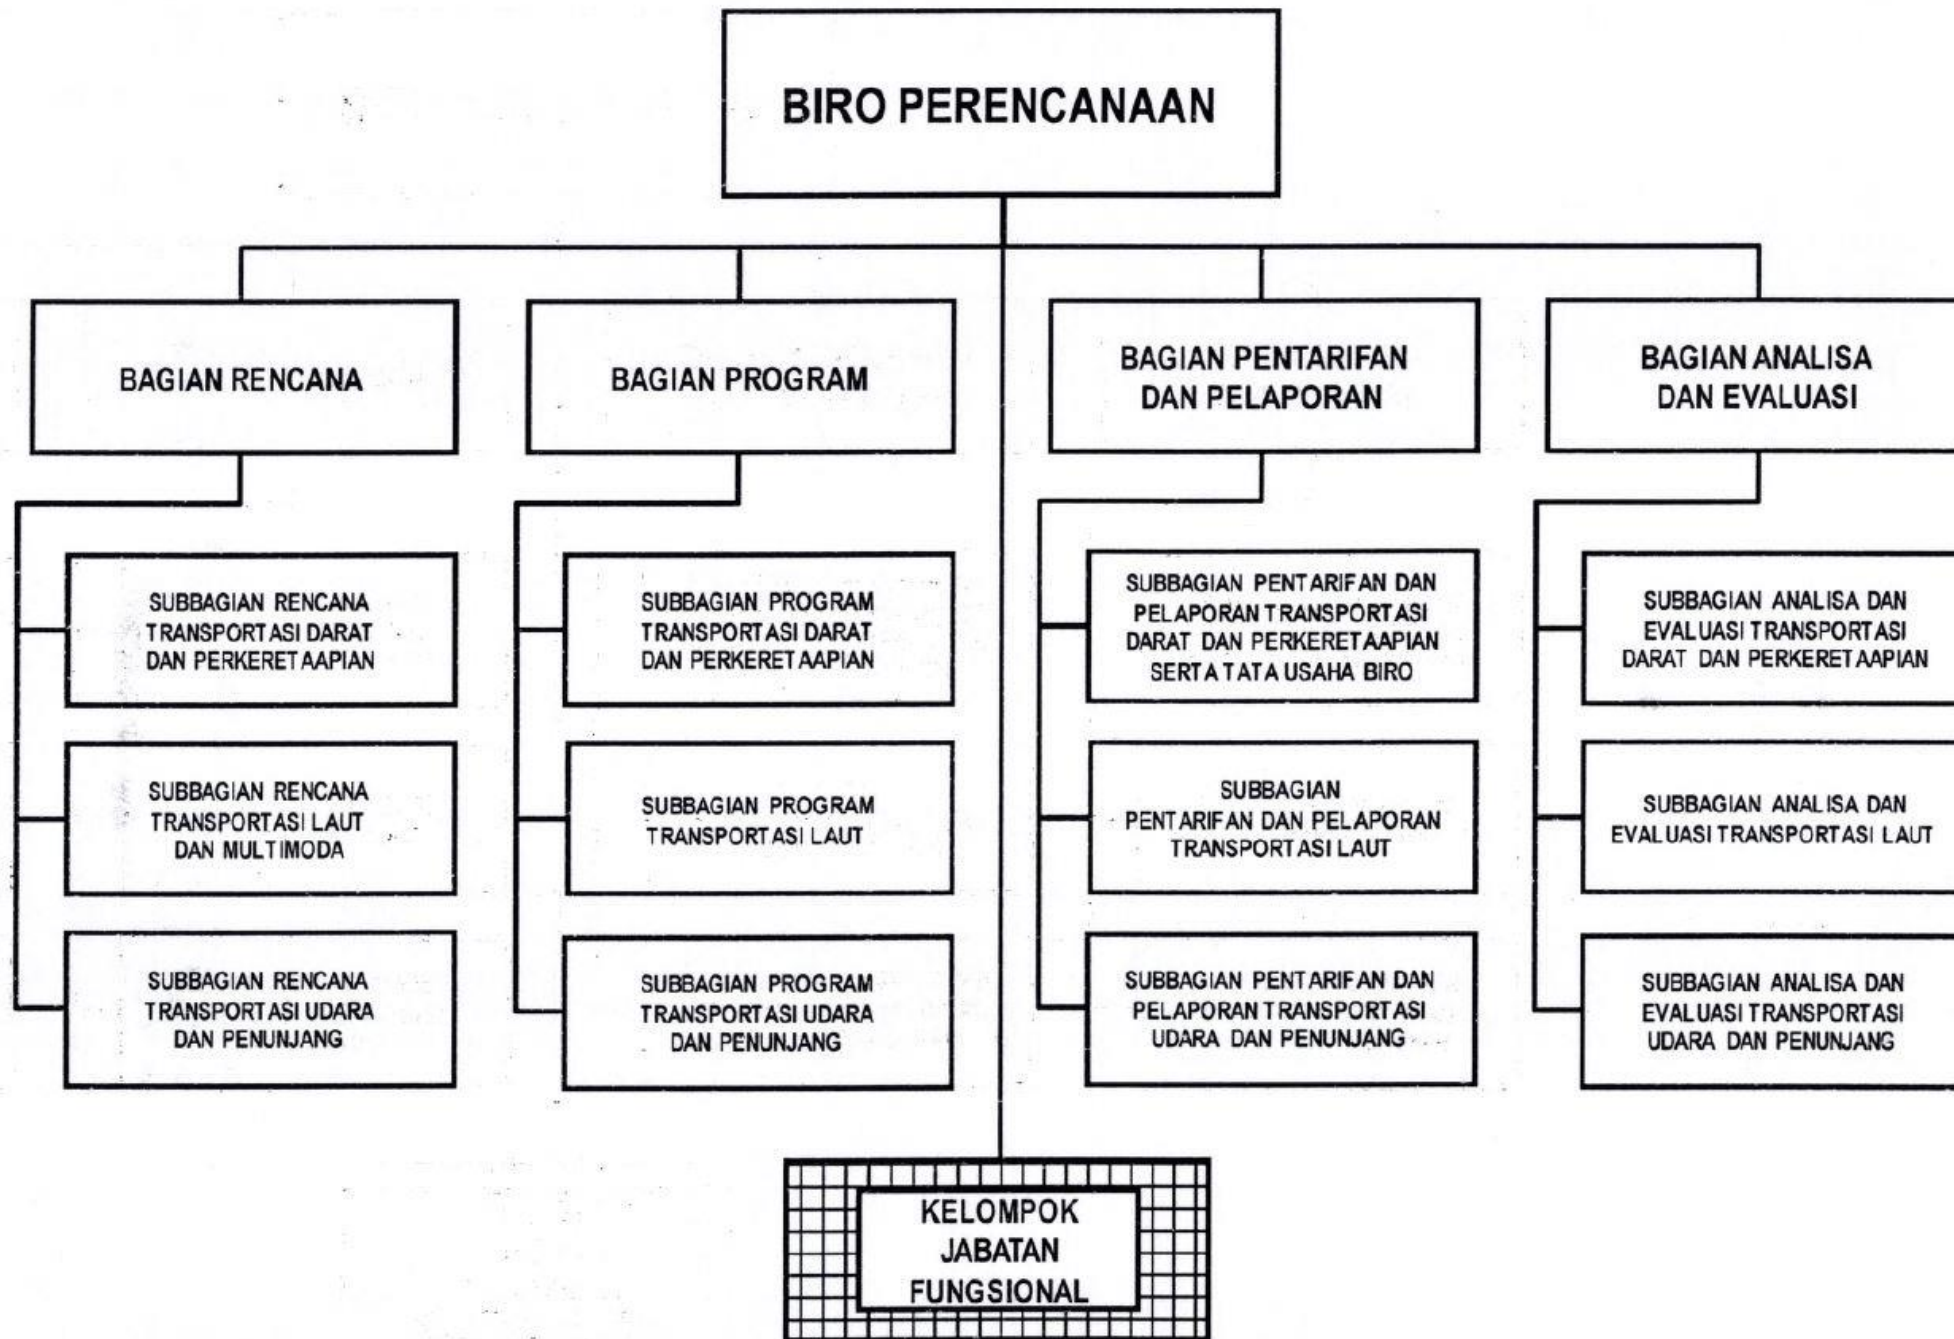 BIRO PERENCANAAN
BAGIAN RENCANA
BAGIAN PROGRAM
BAGIAN PENTARIFAN
DAN PELAPORAN
BAGIAN ANALISA
DAN EVALUASI
SUBBAGIAN RENCANA
TRANSPORTASI DARAT
DAN PERKERETAAPIAN
SUBBAGIAN RENCANA
TRANSPORTASI LAUT
DAN MULTIMODA
SUBBAGIAN RENCANA
TRANSPORTASI UDARA
DAN PENUNJANG
SUBBAGIAN PROGRAM
TRANSPORTASI DARAT
DAN PERKERETAAPIAN
SUBBAGIAN PROGRAM
TRANSPORTASI LAUT
SUBBAGIAN PROGRAM
TRANSPORTASI UDARA
DAN PENUNJANG
SUBBAGIAN PENTARIFAN DAN
PELAPORAN TRANSPORTASI
DARAT DAN PERKERETAAPIAN
SERTA TATA USAHA BIRO
SUBBAGIAN
PENTARIFAN DAN PELAPORAN
TRANSPORTASI LAUT
SUBBAGIAN PENTARIFAN DAN
PELAPORAN TRANSPORTASI
UDARA DAN PENUNJANG
SUBBAGIAN ANALISA DAN
EVALUASI TRANSPORTASI
DARAT DAN PERKERETAAPIAN
SUBBAGIAN ANALISA DAN
EVALUASI TRANSPORTASI LAUT
SUBBAGIAN ANALISA DAN
EVALUASI TRANSPORTASI
UDARA DAN PENUNJANG
KELOMPOK
JABATAN
FUNGSIONAL